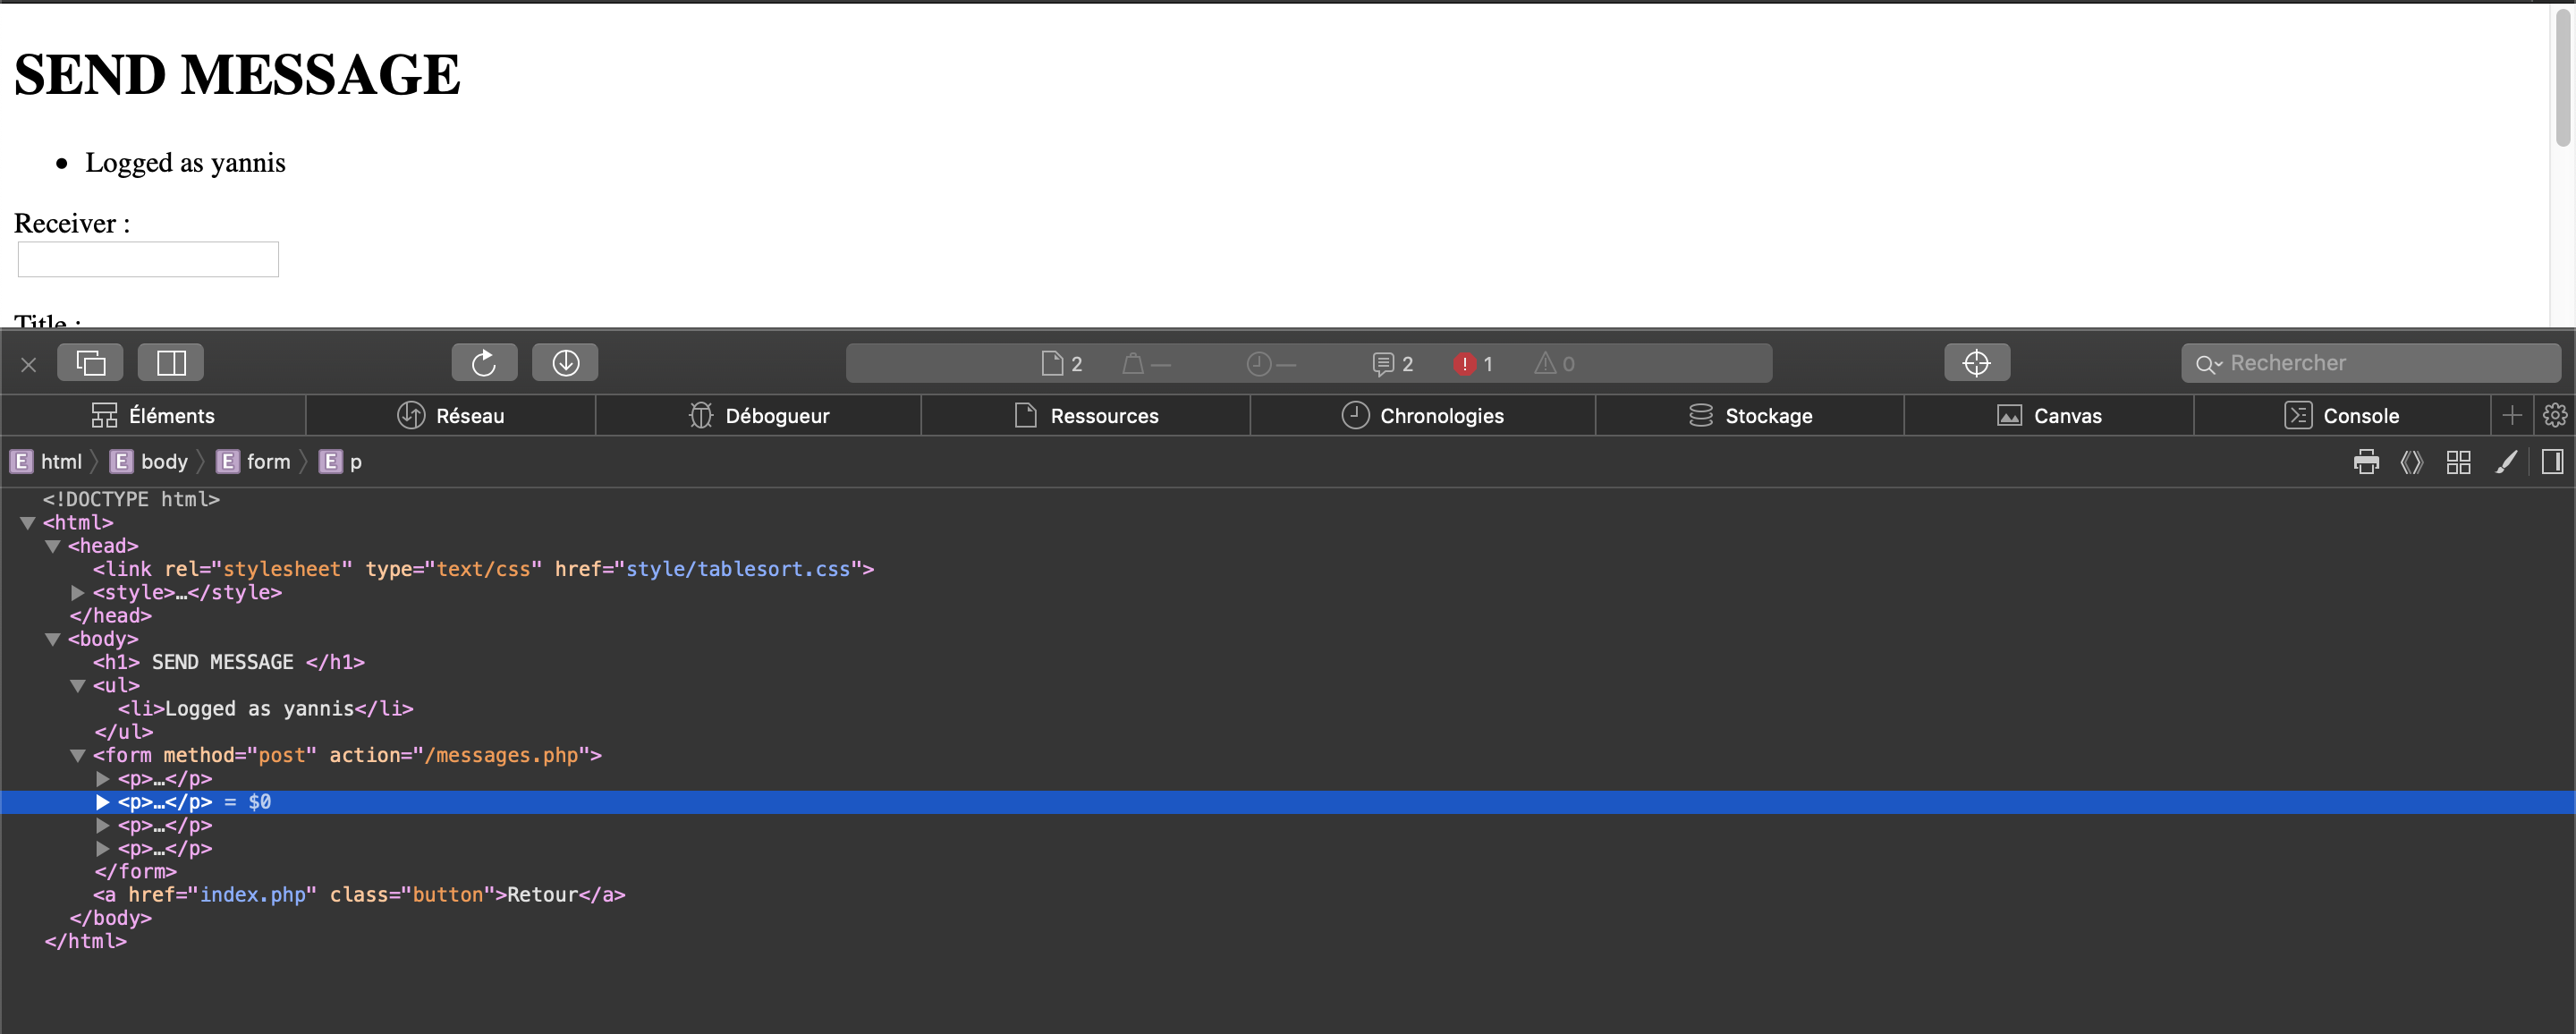 SEND MESSAGE
• Logged as yannis
Receiver :
Title :
2 — — 2 1 0 Rechercher
Éléments Réseau Débogueur Ressources Chronologies Stockage Canvas Console
E html E body E form E p
<!DOCTYPE html>
<html>
<head>
<link rel="stylesheet" type="text/css" href="style/tablesort.css">
<style>…</style>
</head>
<body>
<h1> SEND MESSAGE </h1>
<ul>
<li>Logged as yannis</li>
</ul>
<form method="post" action="/messages.php">
<p>…</p>
<p>…</p> = $0
<p>…</p>
<p>…</p>
</form>
<a href="index.php" class="button">Retour</a>
</body>
</html>